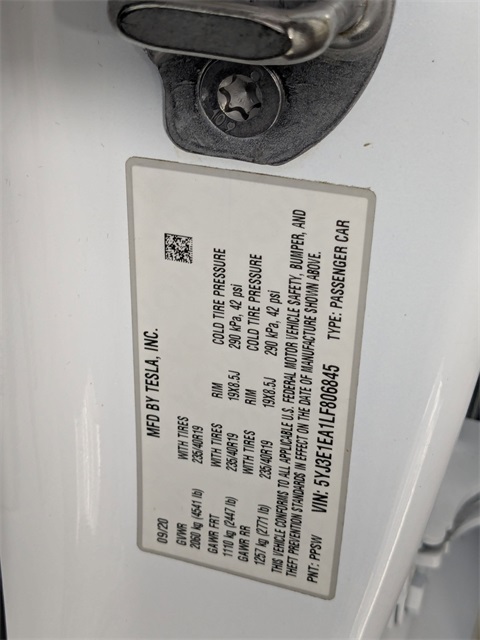 MFD BY TESLA, INC.
09/20
GVWR WITH TIRES RIM COLD TIRE PRESSURE
2060 kg (4541 lb) 235/40R19 19X8.5J 290 kPa, 42 psi
GAWR FRT WITH TIRES RIM COLD TIRE PRESSURE
1110 kg (2447 lb) 235/40R19 19X8.5J 290 kPa, 42 psi
GAWR RR
1257 kg (2771 lb)
THIS VEHICLE CONFORMS TO ALL APPLICABLE U.S. FEDERAL MOTOR VEHICLE SAFETY, BUMPER, AND
THEFT PREVENTION STANDARDS IN EFFECT ON THE DATE OF MANUFACTURE SHOWN ABOVE.
VIN: 5YJ3E1EA1LF806845 TYPE: PASSENGER CAR
PNT: PPSW